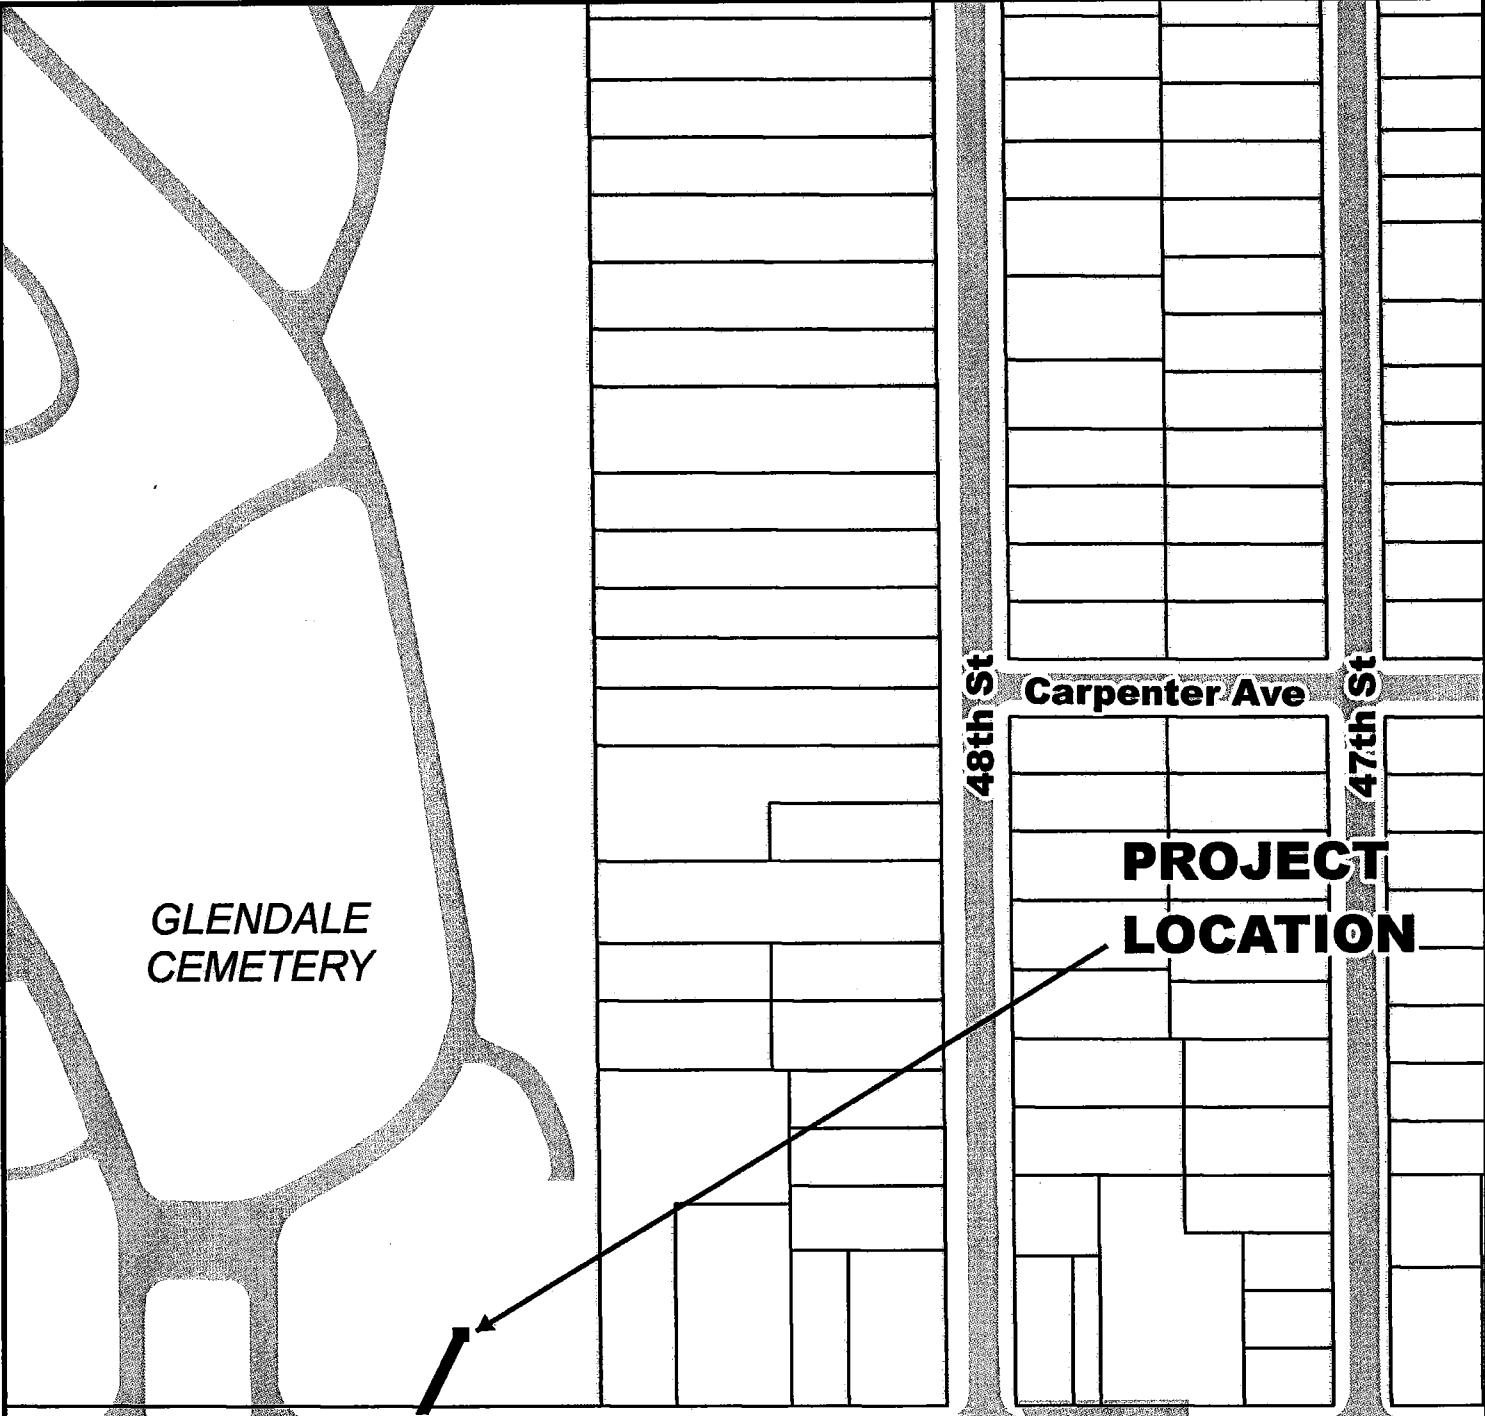 48th St
Carpenter Ave
47th St
PROJECT
LOCATION
GLENDALE
CEMETERY